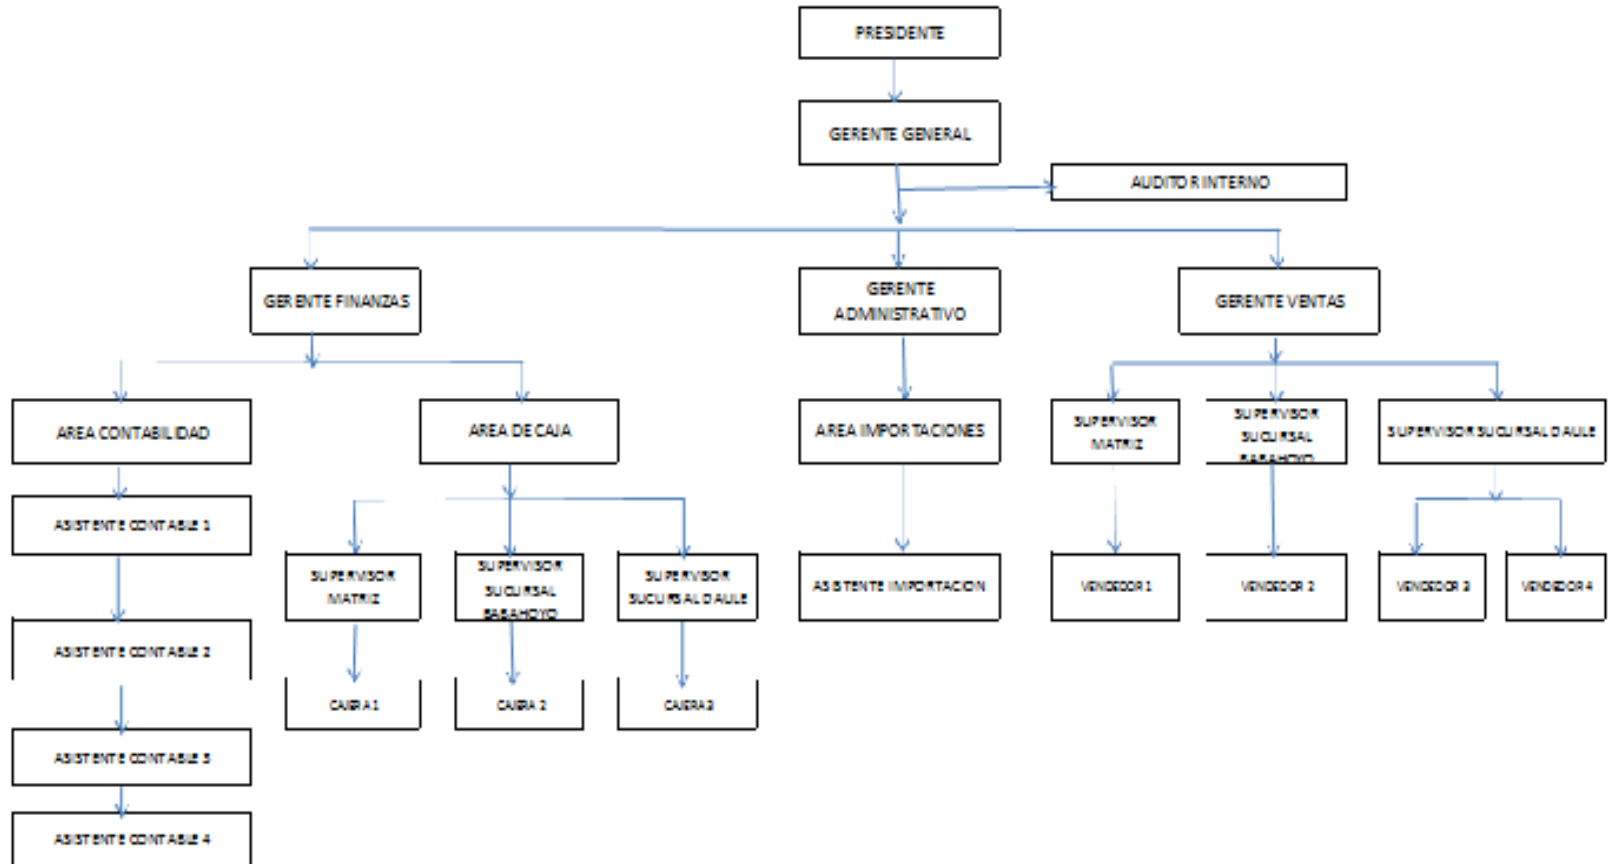 PRESIDENTE
GERENTE GENERAL
AUDITOR INTERNO
GERENTE FINANZAS
GERENTE
ADMINISTRATIVO
GERENTE VENTAS
AREA CONTABILIDAD
AREA DE CAJA
AREA IMPORTACIONES
SUPERVISOR
MATRIZ
SUPERVISOR
SUCURSAL
BABAHOYO
SUPERVISOR SUCURSAL DAULE
ASISTENTE CONTABLE 1
SUPERVISOR
MATRIZ
SUPERVISOR
SUCURSAL
BABAHOYO
SUPERVISOR
SUCURSAL DAULE
ASISTENTE IMPORTACION
VENDEDOR 1
VENDEDOR 2
VENDEDOR 3
VENDEDOR 4
ASISTENTE CONTABLE 2
CAJERA 1
CAJERA 2
CAJERA 3
ASISTENTE CONTABLE 3
ASISTENTE CONTABLE 4